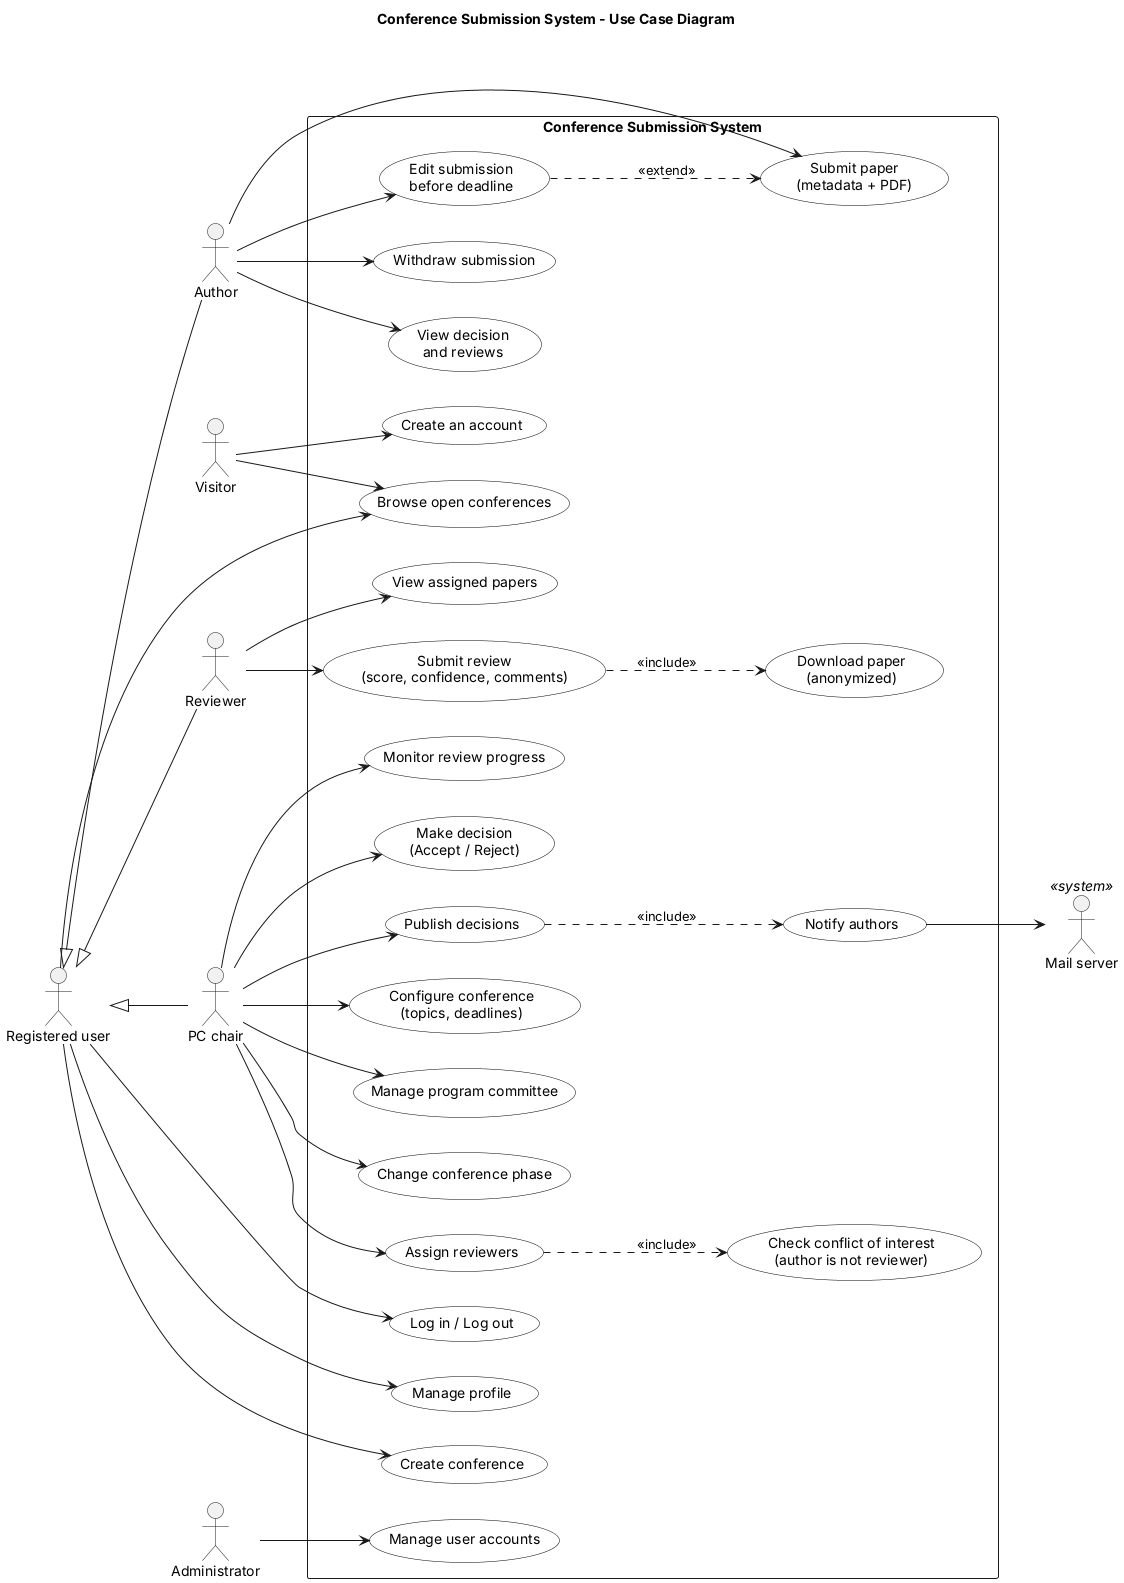 Conference Submission System - Use Case Diagram
Conference Submission System
Edit submission
before deadline
«extend»
Submit paper
(metadata + PDF)
Withdraw submission
Author
View decision
and reviews
Create an account
Visitor
Browse open conferences
View assigned papers
Reviewer
Submit review
(score, confidence, comments)
«include»
Download paper
(anonymized)
Monitor review progress
Make decision
(Accept / Reject)
Publish decisions
«include»
Notify authors
«system»
Mail server
Registered user
PC chair
Configure conference
(topics, deadlines)
Manage program committee
Change conference phase
Assign reviewers
«include»
Check conflict of interest
(author is not reviewer)
Log in / Log out
Manage profile
Create conference
Manage user accounts
Administrator